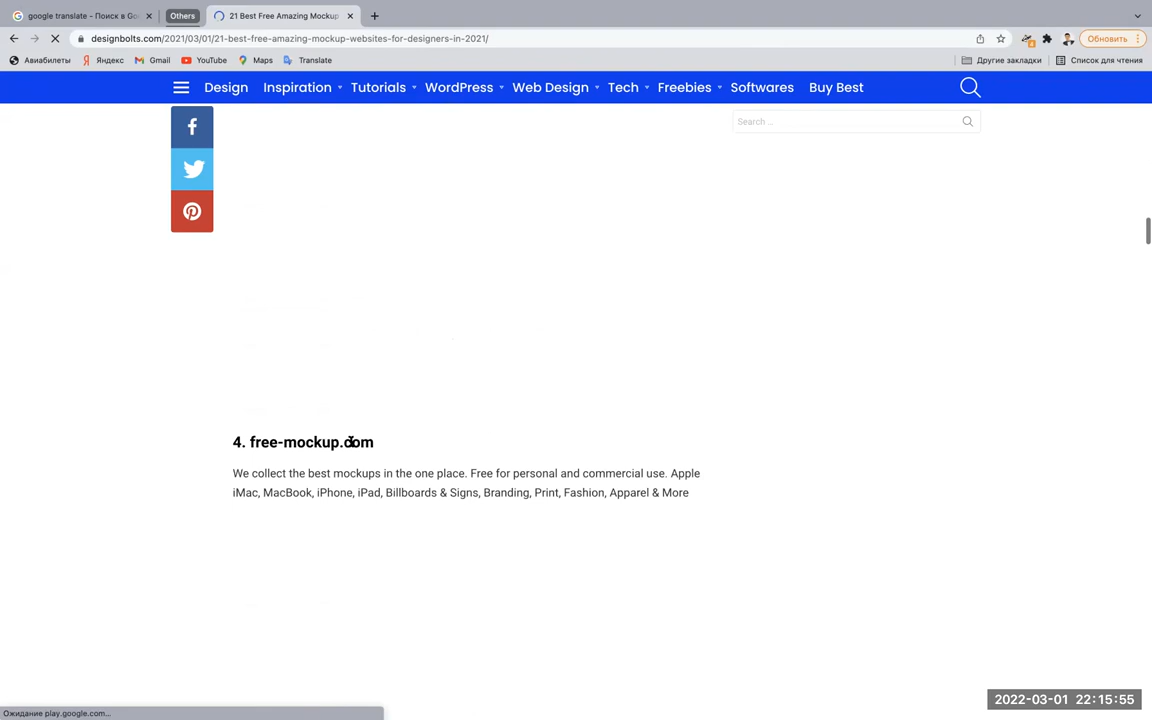 google translate - Поиск в Go
Others
21 Best Free Amazing Mockup
designbolts.com/2021/03/01/21-best-free-amazing-mockup-websites-for-designers-in-2021/
Обновить
Авиабилеты
Яндекс
Gmail
YouTube
Maps
Translate
Другие закладки
Список для чтения
Design
Inspiration
Tutorials
WordPress
Web Design
Tech
Freebies
Softwares
Buy Best
Search ...
4. free-mockup.com
We collect the best mockups in the one place. Free for personal and commercial use. Apple
iMac, MacBook, iPhone, iPad, Billboards & Signs, Branding, Print, Fashion, Apparel & More
2022-03-01 22:15:55
Ожидание play.google.com...